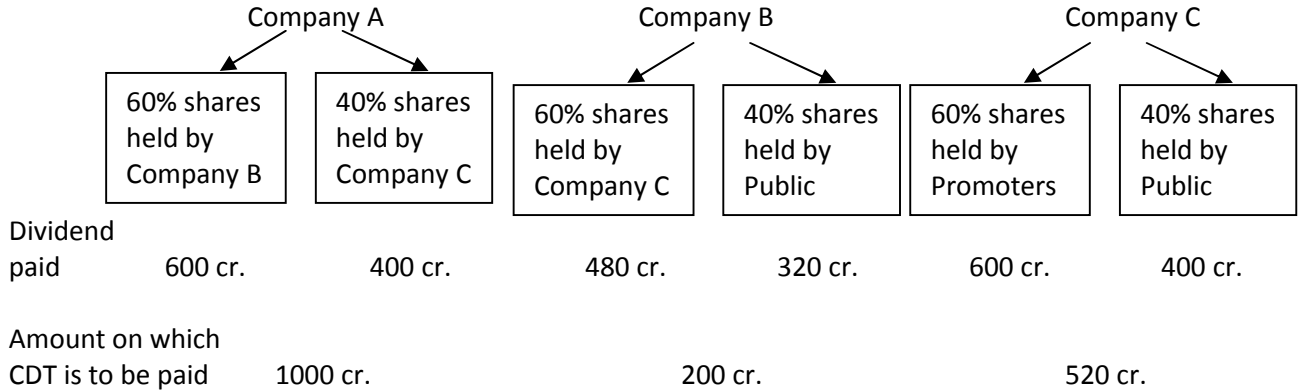 Company A Company B Company C
60% shares 40% shares 60% shares 40% shares 60% shares 40% shares
held by held by held by held by held by held by
Company B Company C Company C Public Promoters Public
Dividend
paid 600 cr. 400 cr. 480 cr. 320 cr. 600 cr. 400 cr.
Amount on which
CDT is to be paid 1000 cr. 200 cr. 520 cr.